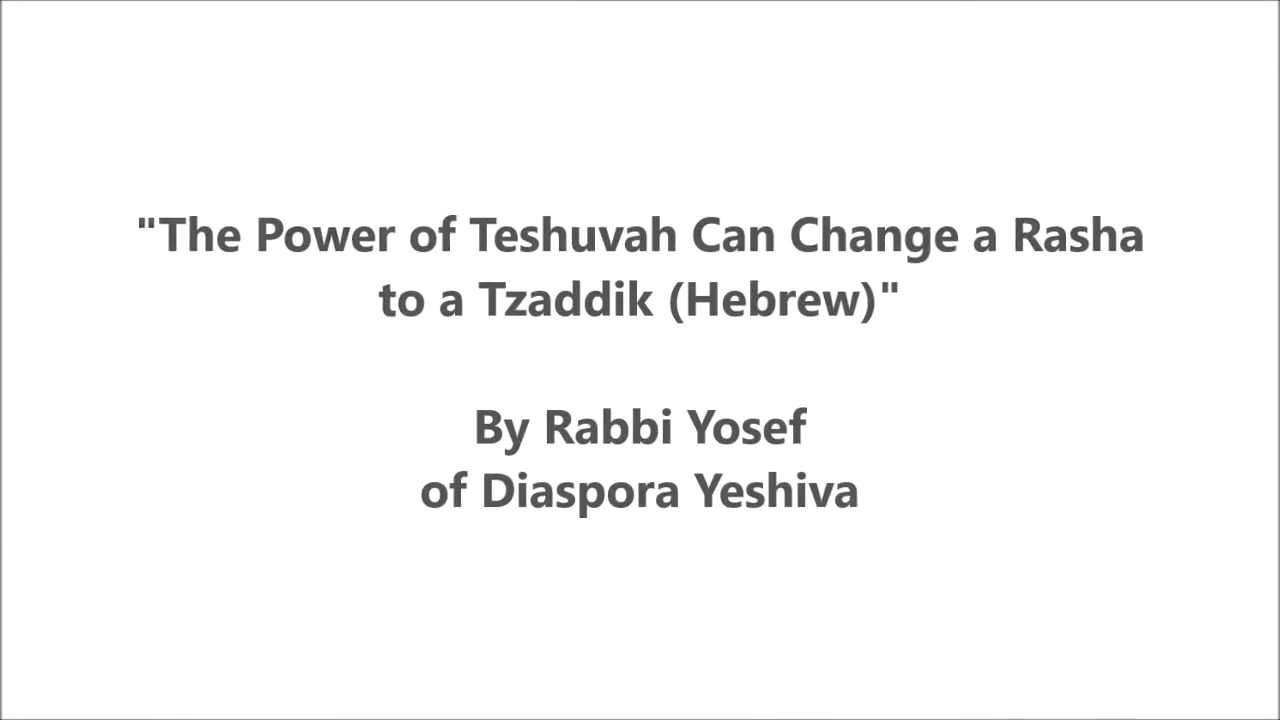 "The Power of Teshuvah Can Change a Rasha
to a Tzaddik (Hebrew)"
By Rabbi Yosef
of Diaspora Yeshiva